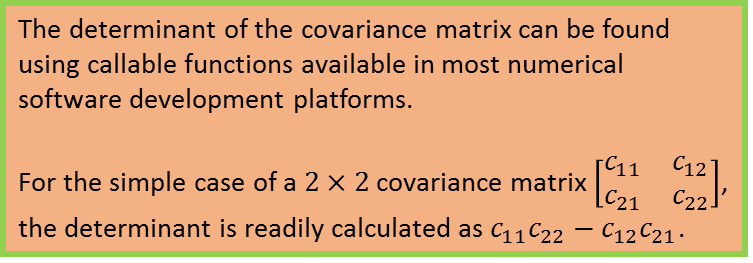 The determinant of the covariance matrix can be found
using callable functions available in most numerical
software development platforms.
For the simple case of a 2 × 2 covariance matrix [c₁₁ c₁₂
c₂₁ c₂₂],
the determinant is readily calculated as c₁₁c₂₂ − c₁₂c₂₁.